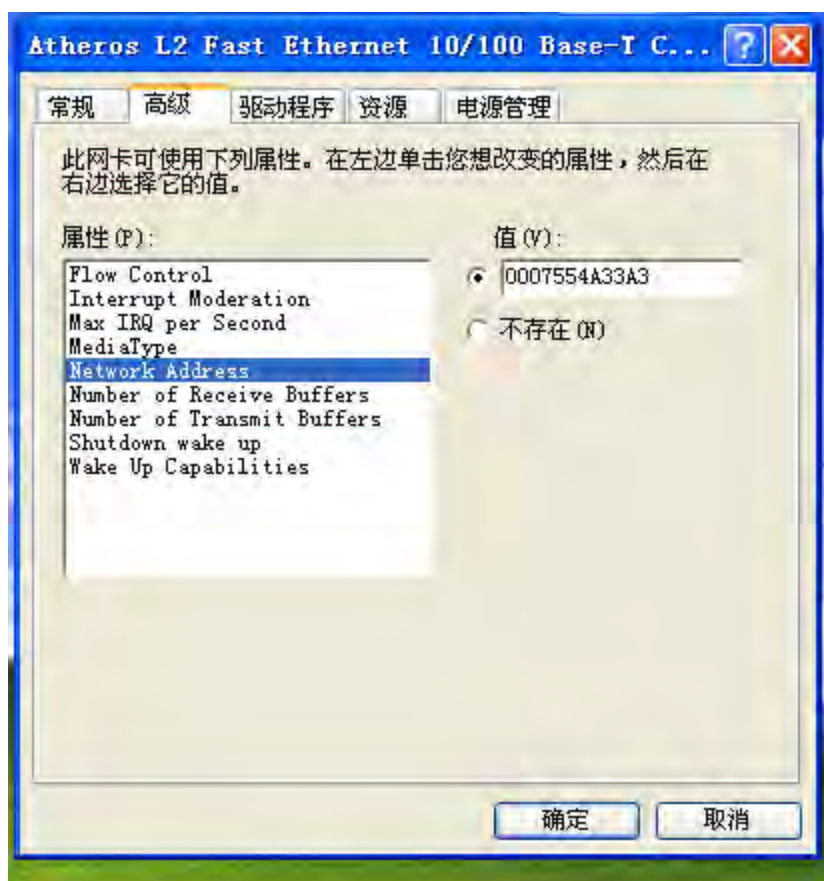 Atheros L2 Fast Ethernet 10/100 Base-T C...
常规 高级 驱动程序 资源 电源管理
此网卡可使用下列属性。在左边单击您想改变的属性，然后在
右边选择它的值。
属性(P):
值(V):
Flow Control
Interrupt Moderation
Max IRQ per Second
MediaType
Network Address
Number of Receive Buffers
Number of Transmit Buffers
Shutdown wake up
Wake Up Capabilities
0007554A33A3
不存在(N)
确定 取消